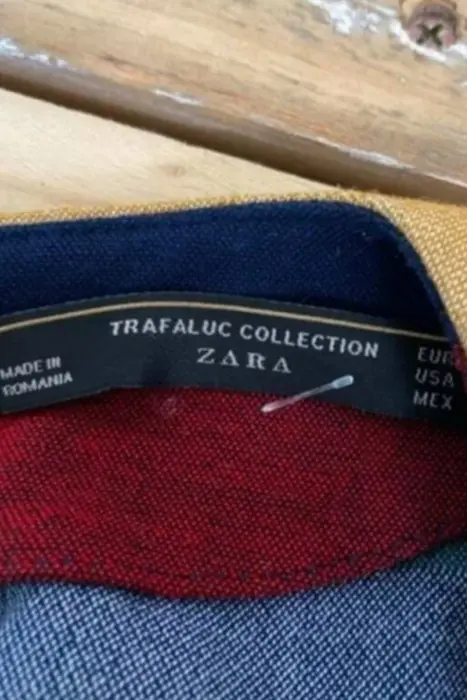 TRAFALUC COLLECTION
ZARA
MADE IN
ROMANIA
EUR
USA
MEX